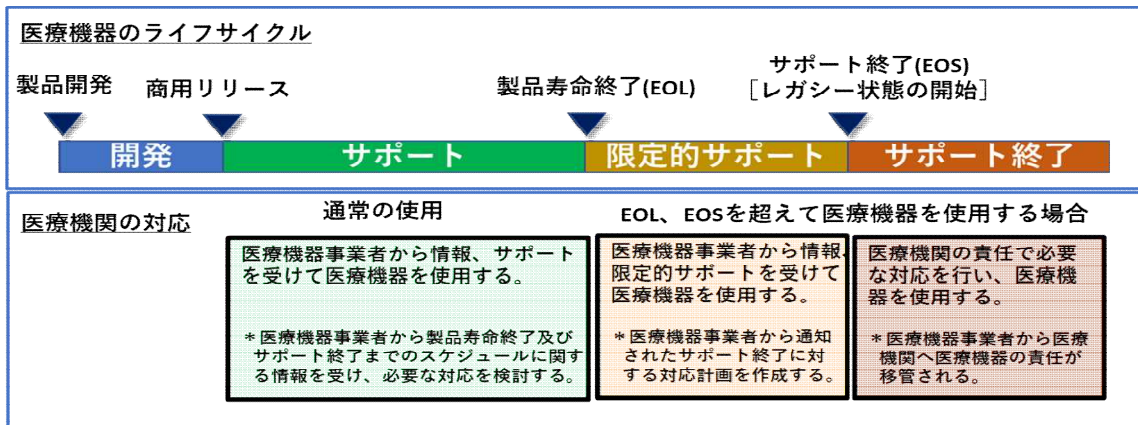 医療機器のライフサイクル
製品開発
商用リリース
製品寿命終了(EOL)
サポート終了(EOS)
［レガシー状態の開始］
開発
サポート
限定的サポート
サポート終了
医療機関の対応
通常の使用
EOL、EOSを超えて医療機器を使用する場合
医療機器事業者から情報、サポート
を受けて医療機器を使用する。
＊医療機器事業者から製品寿命終了及び
サポート終了までのスケジュールに関す
る情報を受け、必要な対応を検討する。
医療機器事業者から情報、
限定的サポートを受けて
医療機器を使用する。
＊医療機器事業者から通知
されたサポート終了に対
する対応計画を作成する。
医療機関の責任で必要
な対応を行い、医療機
器を使用する。
＊医療機器事業者から医療
機関へ医療機器の責任が
移管される。